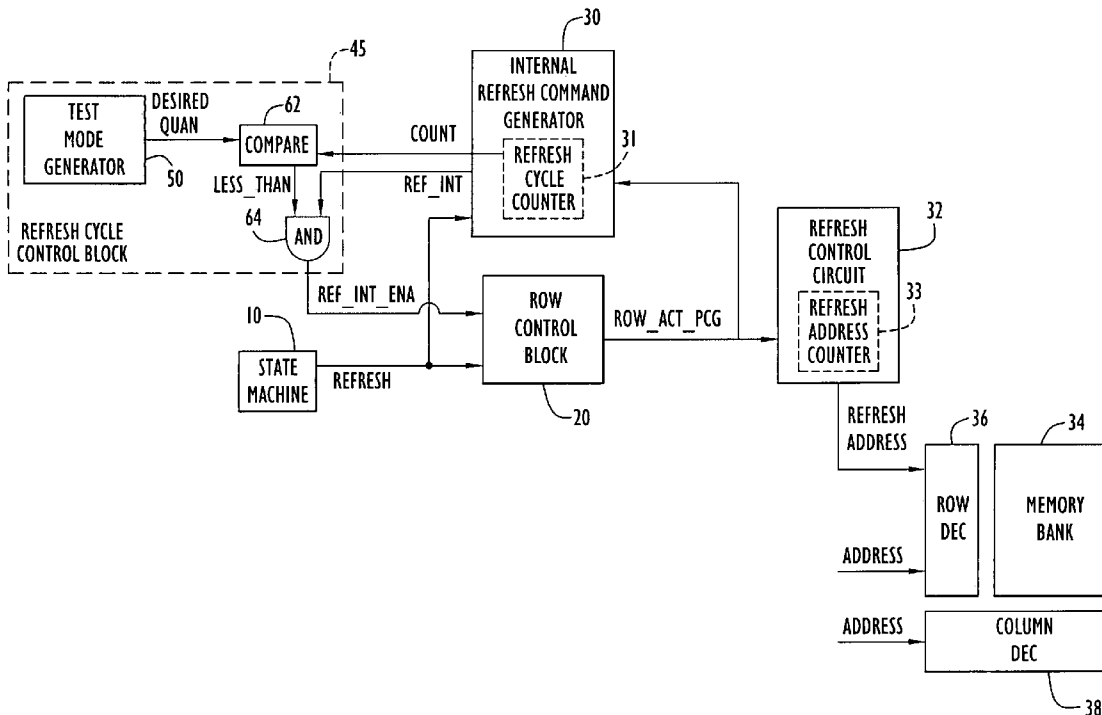 45
TEST
MODE
GENERATOR
50
DESIRED
QUAN
62
COMPARE
LESS_THAN
64
AND
REFRESH CYCLE
CONTROL BLOCK
COUNT
REF_INT
30
INTERNAL
REFRESH COMMAND
GENERATOR
REFRESH
CYCLE
COUNTER
31
REF_INT_ENA
10
STATE
MACHINE
REFRESH
ROW
CONTROL
BLOCK
20
ROW_ACT_PCG
REFRESH
CONTROL
CIRCUIT
32
REFRESH
ADDRESS
COUNTER
33
REFRESH
ADDRESS
36
ROW
DEC
34
MEMORY
BANK
ADDRESS
ADDRESS
COLUMN
DEC
38